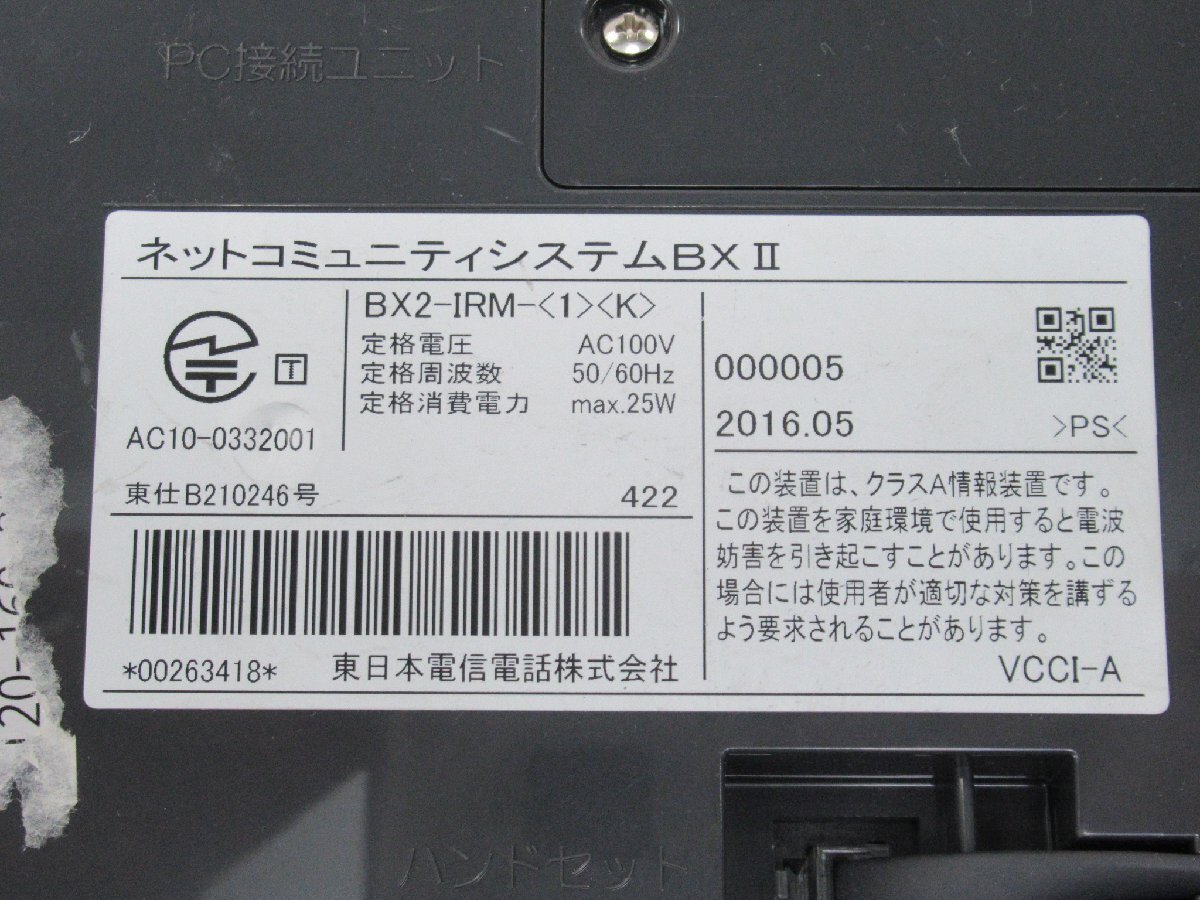 PC接続ユニット
ネットコミュニティシステムBXⅡ
BX2-IRM-<1><K>
定格電圧 AC100V
定格周波数 50/60Hz
定格消費電力 max.25W
T
AC10-0332001
東仕B210246号
422
*00263418*
東日本電信電話株式会社
000005
2016.05
>PS<
この装置は、クラスA情報装置です。
この装置を家庭環境で使用すると電波
妨害を引き起こすことがあります。この
場合には使用者が適切な対策を講ずる
よう要求されることがあります。
VCCI-A
ハンドセット